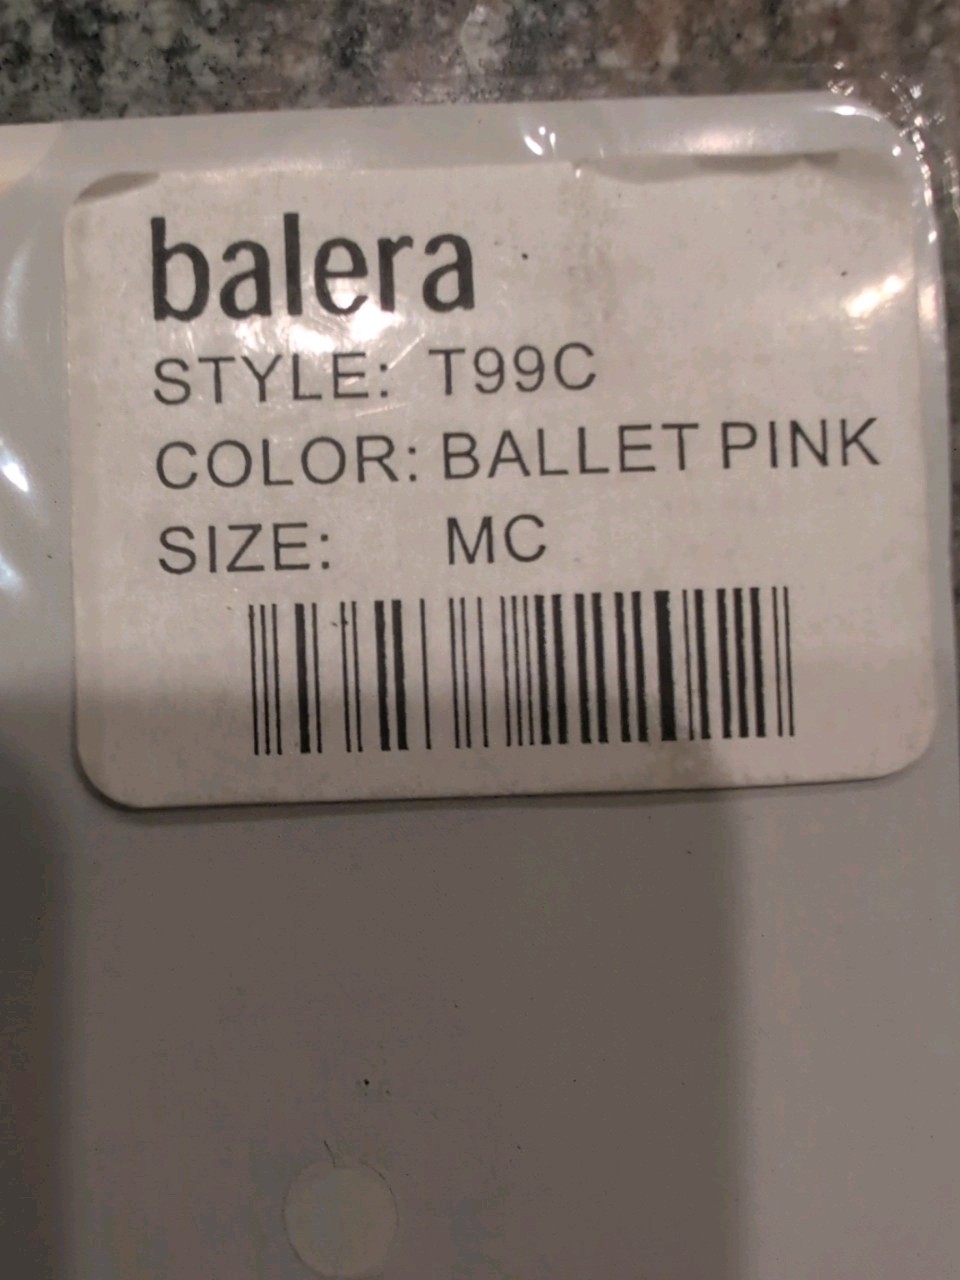 balera
STYLE: T99C
COLOR: BALLET PINK
SIZE: MC